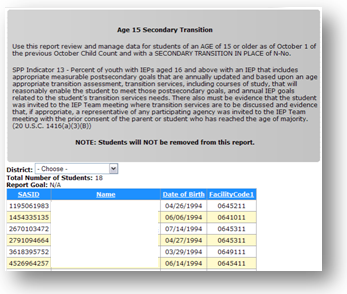 Age 15 Secondary Transition
Use this report review and manage data for students of an AGE of 15 or older as of October 1 of
the previous October Child Count and with a SECONDARY TRANSITION IN PLACE of N-No.
SPP Indicator 13 - Percent of youth with IEPs aged 16 and above with an IEP that includes
appropriate measurable postsecondary goals that are annually updated and based upon an age
appropriate transition assessment, transition services, including courses of study, that will
reasonably enable the student to meet those postsecondary goals, and annual IEP goals
related to the student's transition services needs. There also must be evidence that the student
was invited to the IEP Team meeting where transition services are to be discussed and evidence
that, if appropriate, a representative of any participating agency was invited to the IEP Team
meeting with the prior consent of the parent or student who has reached the age of majority.
(20 U.S.C. 1416(a)(3)(B))
NOTE: Students will NOT be removed from this report.
District: - Choose -
Total Number of Students: 18
Report Goal: N/A
SASID Name Date of Birth FacilityCode1
1195061983 04/26/1994 0645211
1454335135 06/06/1994 0641011
2670103472 07/14/1994 0645311
2791094664 04/27/1994 0645311
3618395752 03/29/1994 0649111
4526964257 06/14/1994 0645411